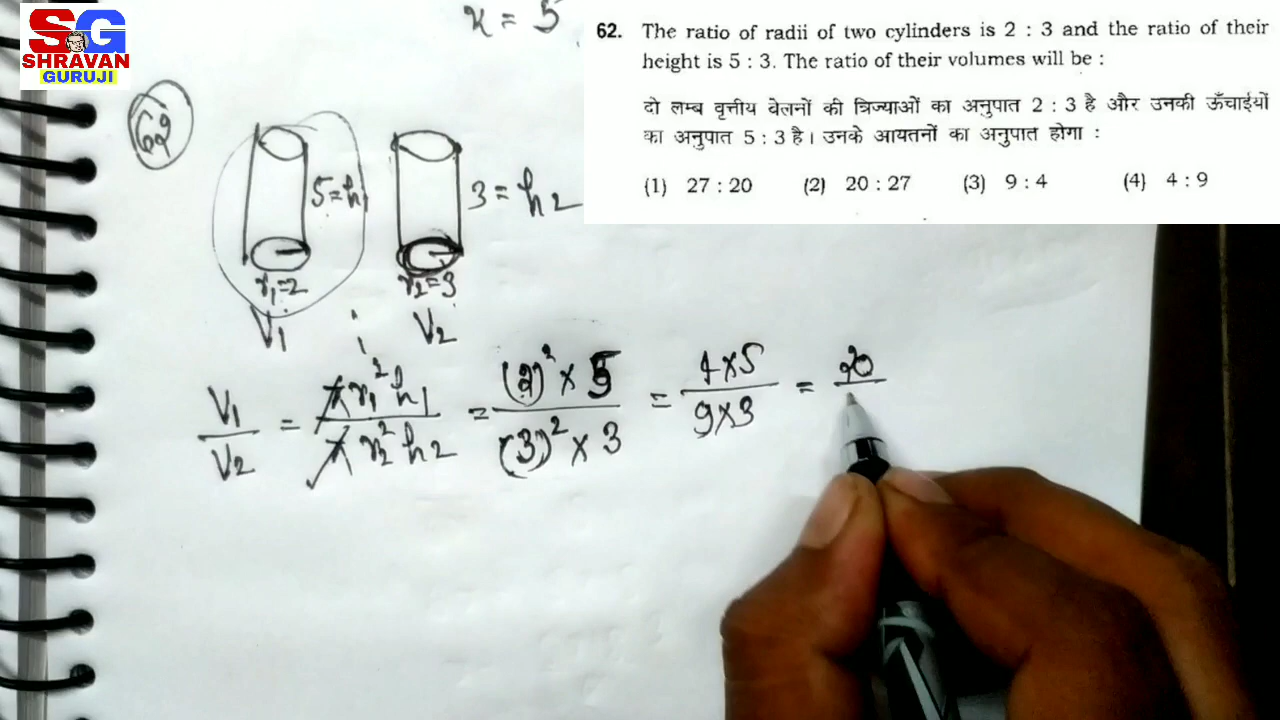 SG
SHRAVAN
GURUJI
x = 5
62. The ratio of radii of two cylinders is 2 : 3 and the ratio of their
height is 5 : 3. The ratio of their volumes will be :
दो लम्ब वृत्तीय बेलनों की त्रिज्याओं का अनुपात 2 : 3 है और उनकी ऊँचाईयों
का अनुपात 5 : 3 है। उनके आयतनों का अनुपात होगा :
(1) 27 : 20 (2) 20 : 27 (3) 9 : 4 (4) 4 : 9
62
5=h₁ 3=h₂
r₁=2 r₂=3
V₁ : V₂
V₁/V₂ = πr₁²h₁/πr₂²h₂ = (2)²×5/(3)²×3 = 4×5/9×3 = 20